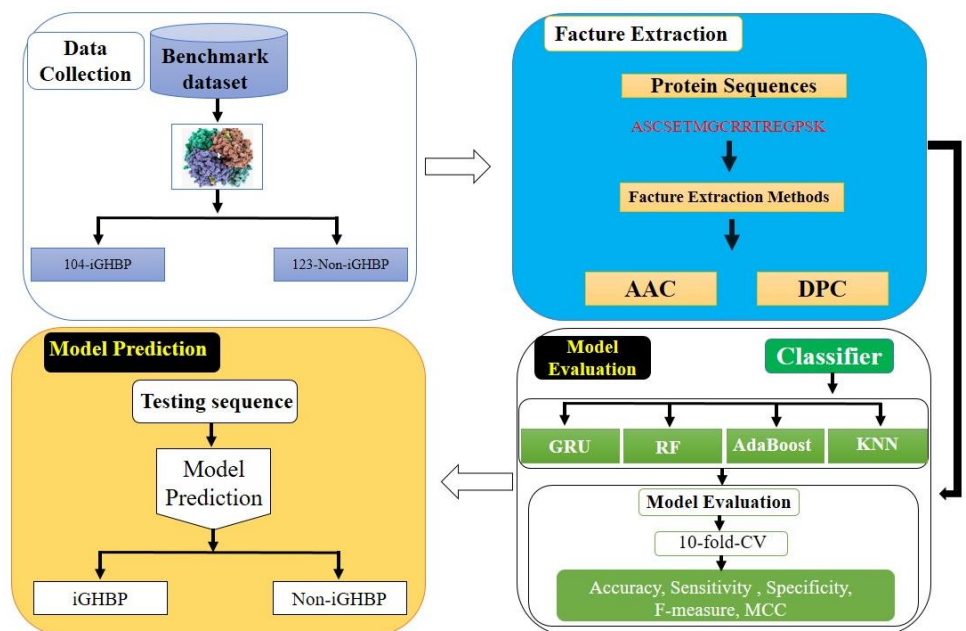 Data
Collection
Benchmark
dataset
104-iGHBP
123-Non-iGHBP
Facture Extraction
Protein Sequences
ASCSETMGCRRTREGPSK
Facture Extraction Methods
AAC
DPC
Model Prediction
Testing sequence
Model
Prediction
iGHBP
Non-iGHBP
Model
Evaluation
Classifier
GRU
RF
AdaBoost
KNN
Model Evaluation
10-fold-CV
Accuracy, Sensitivity , Specificity,
F-measure, MCC